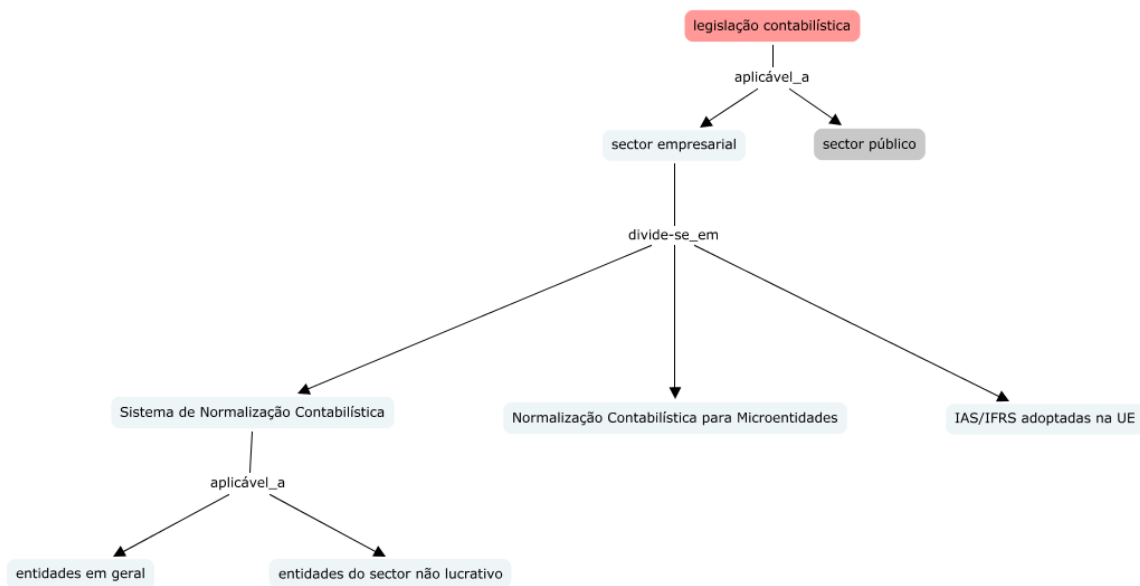 legislação contabilística
aplicável_a
sector empresarial
sector público
divide-se_em
Sistema de Normalização Contabilística
Normalização Contabilística para Microentidades
IAS/IFRS adoptadas na UE
aplicável_a
entidades em geral
entidades do sector não lucrativo